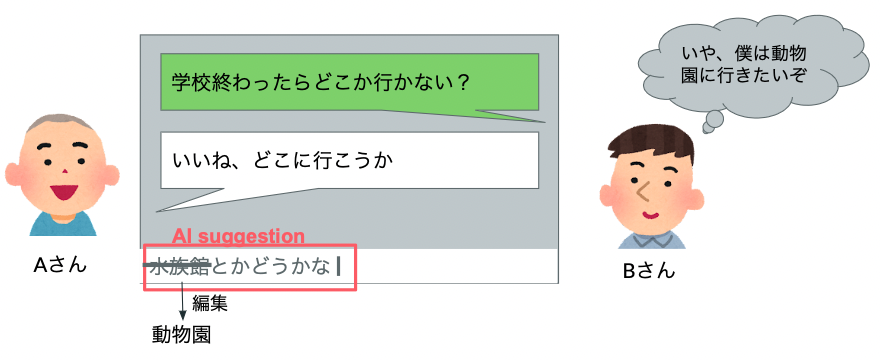 いや、僕は動物
園に行きたいぞ
学校終わったらどこか行かない？
いいね、どこに行こうか
AI suggestion
水族館とかどうかな
編集
動物園
Aさん
Bさん